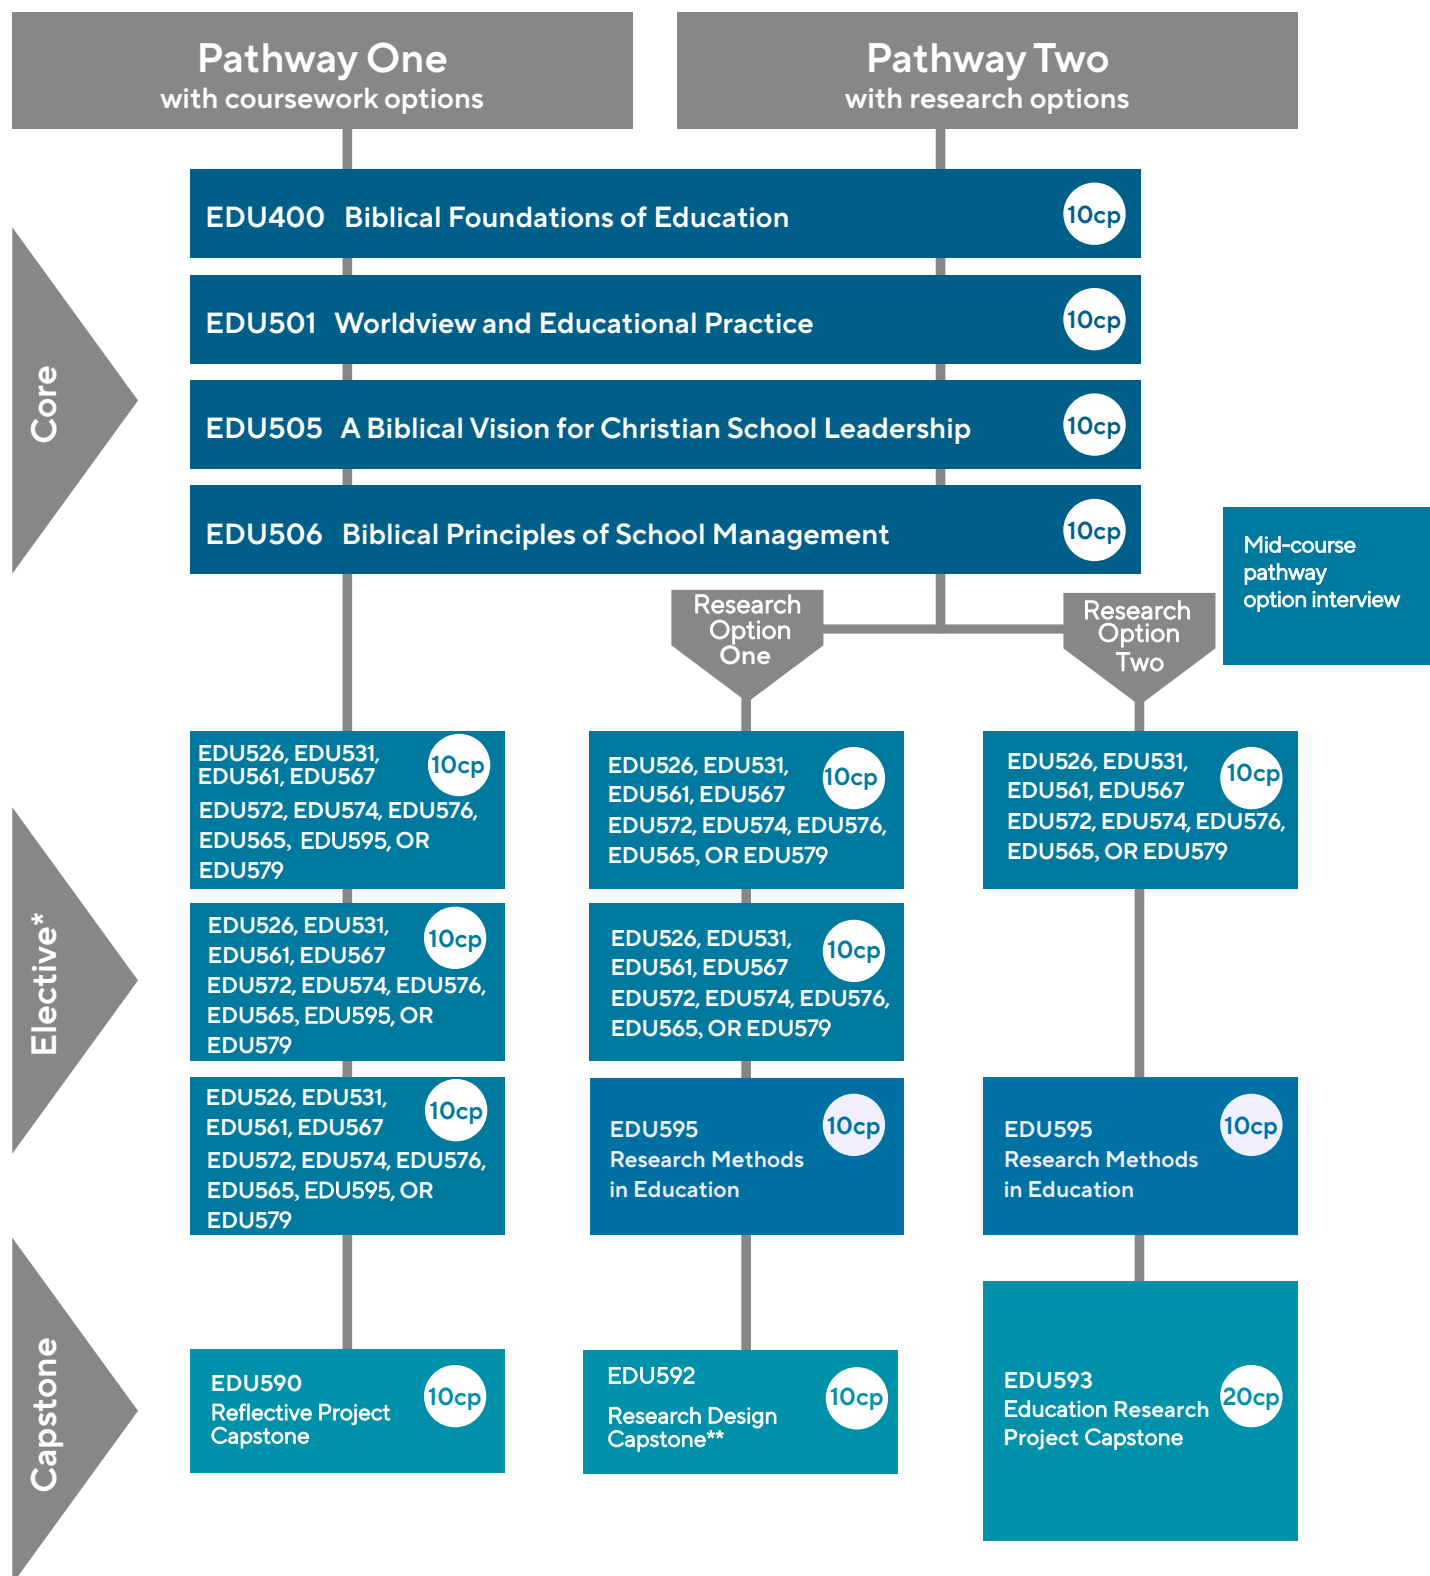 Pathway One
with coursework options
Pathway Two
with research options
Core
EDU400 Biblical Foundations of Education
10cp
EDU501 Worldview and Educational Practice
10cp
EDU505 A Biblical Vision for Christian School Leadership
10cp
EDU506 Biblical Principles of School Management
10cp
Mid-course
pathway
option interview
Research
Option
One
Research
Option
Two
Elective*
EDU526, EDU531,
EDU561, EDU567
10cp
EDU572, EDU574, EDU576,
EDU565, EDU595, OR
EDU579
EDU526, EDU531,
EDU561, EDU567
10cp
EDU572, EDU574, EDU576,
EDU565, OR EDU579
EDU526, EDU531,
EDU561, EDU567
10cp
EDU572, EDU574, EDU576,
EDU565, OR EDU579
EDU526, EDU531,
EDU561, EDU567
10cp
EDU572, EDU574, EDU576,
EDU565, EDU595, OR
EDU579
EDU526, EDU531,
EDU561, EDU567
10cp
EDU572, EDU574, EDU576,
EDU565, OR EDU579
EDU526, EDU531,
EDU561, EDU567
10cp
EDU572, EDU574, EDU576,
EDU565, EDU595, OR
EDU579
EDU595
Research Methods
in Education
10cp
EDU595
Research Methods
in Education
10cp
Capstone
EDU590
Reflective Project
Capstone
10cp
EDU592
Research Design
Capstone**
10cp
EDU593
Education Research
Project Capstone
20cp